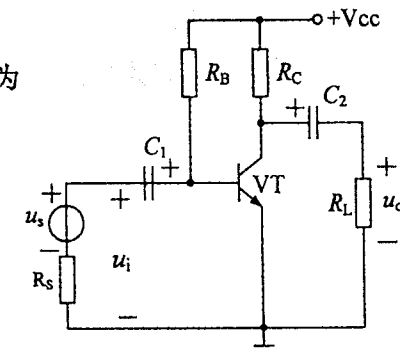 +Vcc
为
R_B
R_C
+
C_2
C_1
+
VT
+
+
+
u_s
R_L
u_o
−
−
R_S
u_i
−